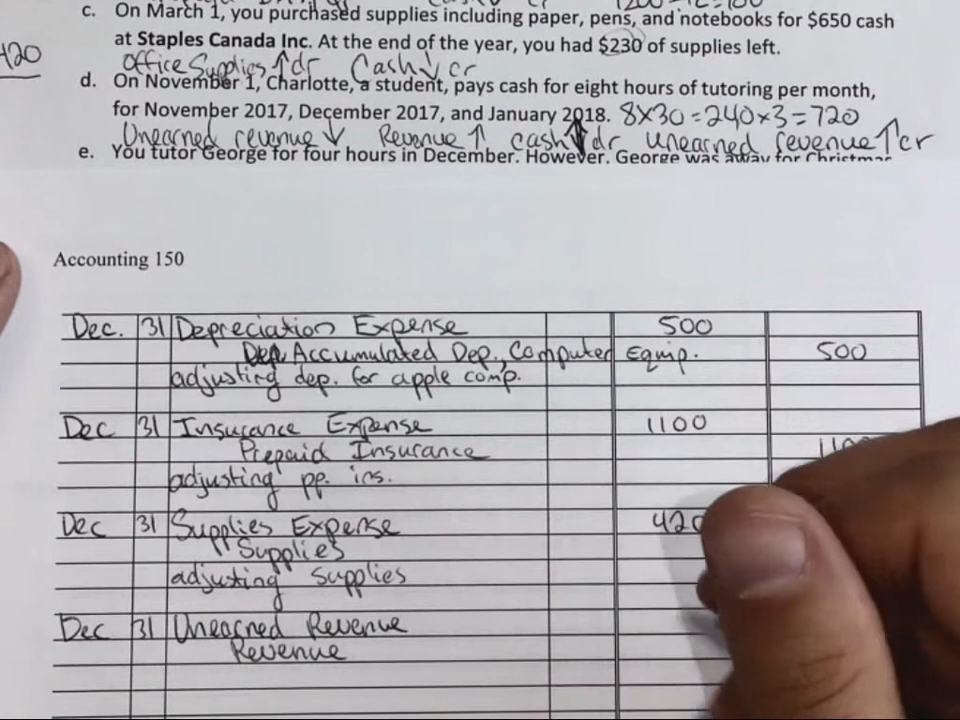 c. On March 1, you purchased supplies including paper, pens, and notebooks for $650 cash
at Staples Canada Inc. At the end of the year, you had $230 of supplies left.
420
Office Supplies ↑ dr Cash ↓ cr
d. On November 1, Charlotte, a student, pays cash for eight hours of tutoring per month,
for November 2017, December 2017, and January 2018. 8x30=240x3=720
Unearned revenue ↓ Revenue ↑ cash ↑ dr unearned revenue ↑ cr
e. You tutor George for four hours in December. However, George was away for Christmas
Accounting 150
Dec. 31 Depreciation Expense 500
Accumulated Dep., Computer Equip. 500
adjusting dep. for apple comp.
Dec 31 Insurance Expense 1100
Prepaid Insurance
adjusting pp. ins.
Dec 31 Supplies Expense 420
Supplies
adjusting supplies
Dec 31 Unearned Revenue
Revenue